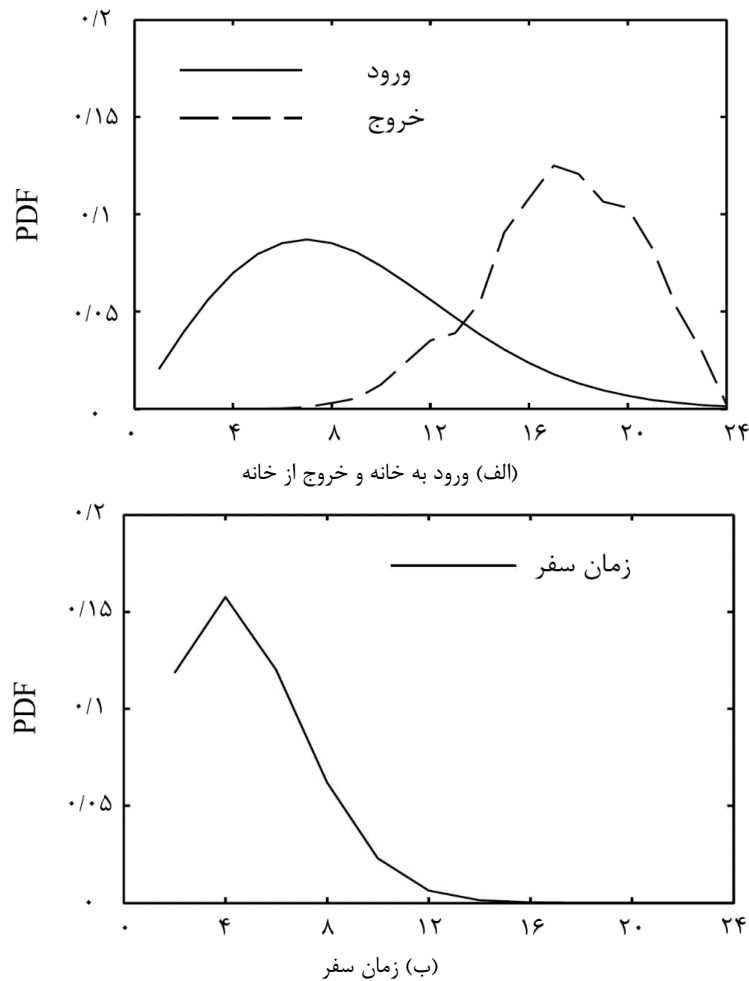 ۰/۲
ورود
خروج
۰/۱۵
۰/۱
PDF
۰/۰۵
۰
۰ ۴ ۸ ۱۲ ۱۶ ۲۰ ۲۴
(الف) ورود به خانه و خروج از خانه
۰/۲
زمان سفر
۰/۱۵
۰/۱
PDF
۰/۰۵
۰
۰ ۴ ۸ ۱۲ ۱۶ ۲۰ ۲۴
(ب) زمان سفر